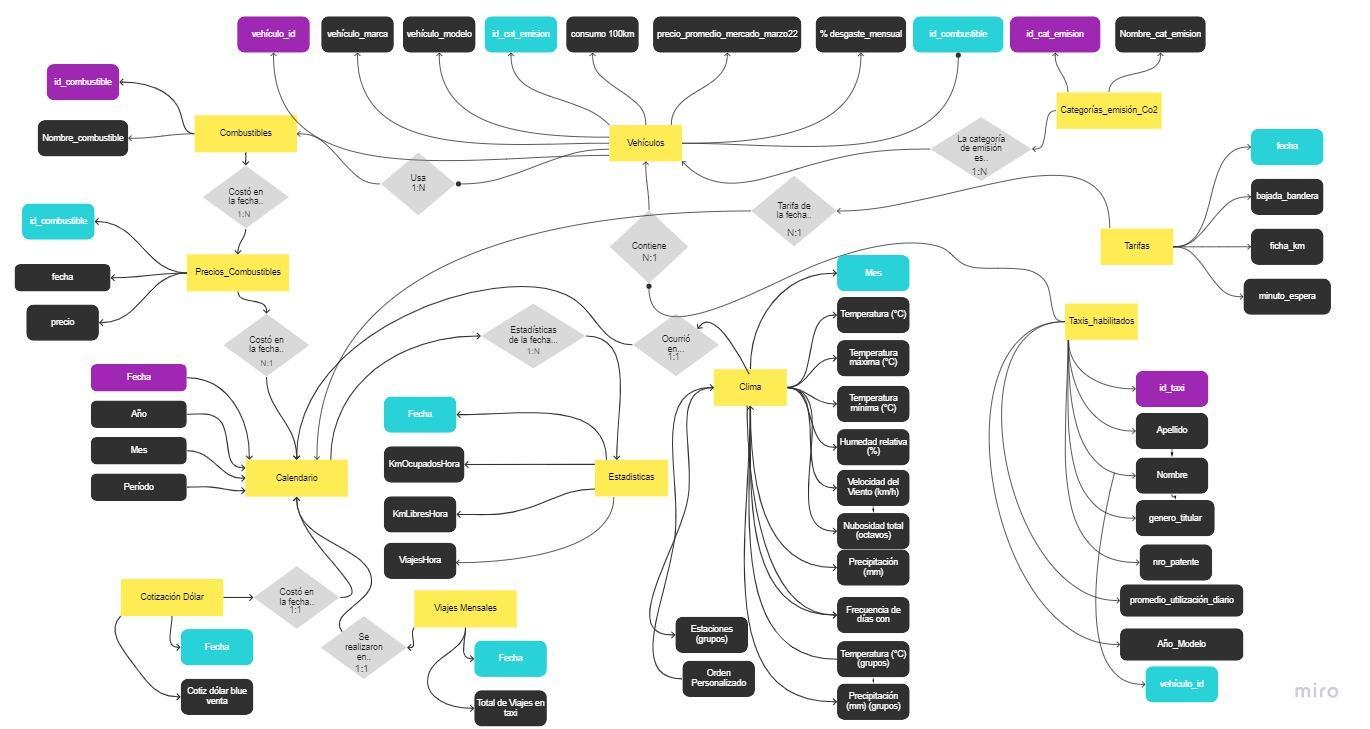 vehículo_id
vehículo_marca
vehículo_modelo
id_cat_emision
consumo 100km
precio_promedio_mercado_marzo22
% desgaste_mensual
id_combustible
id_cat_emision
Nombre_cat_emision
id_combustible
Nombre_combustible
Combustibles
Vehículos
Categorías_emisión_Co2
La categoría
de emisión
es..
1:N
Usa
1:N
Costó en
la fecha..
1:N
Tarifa de
la fecha..
N:1
Contiene
N:1
fecha
bajada_bandera
ficha_km
minuto_espera
Tarifas
id_combustible
fecha
precio
Precios_Combustibles
Costó en
la fecha..
N:1
Estadísticas
de la fecha...
1:N
Ocurrió
en...
1:1
Mes
Temperatura (°C)
Temperatura
máxima (°C)
Temperatura
mínima (°C)
Humedad relativa
(%)
Velocidad del
Viento (km/h)
Nubosidad total
(octavos)
Precipitación
(mm)
Frecuencia de
días con
Temperatura (°C)
(grupos)
Precipitación
(mm) (grupos)
Clima
Estaciones
(grupos)
Orden
Personalizado
Taxis_habilitados
id_taxi
Apellido
Nombre
genero_titular
nro_patente
promedio_utilización_diario
Año_Modelo
vehículo_id
Fecha
Año
Mes
Período
Calendario
Fecha
KmOcupadosHora
KmLibresHora
ViajesHora
Estadisticas
Cotización Dólar
Costó en
la fecha..
1:1
Fecha
Cotiz dólar blue
venta
Se
realizaron
en..
1:1
Viajes Mensales
Fecha
Total de Viajes en
taxi
miro